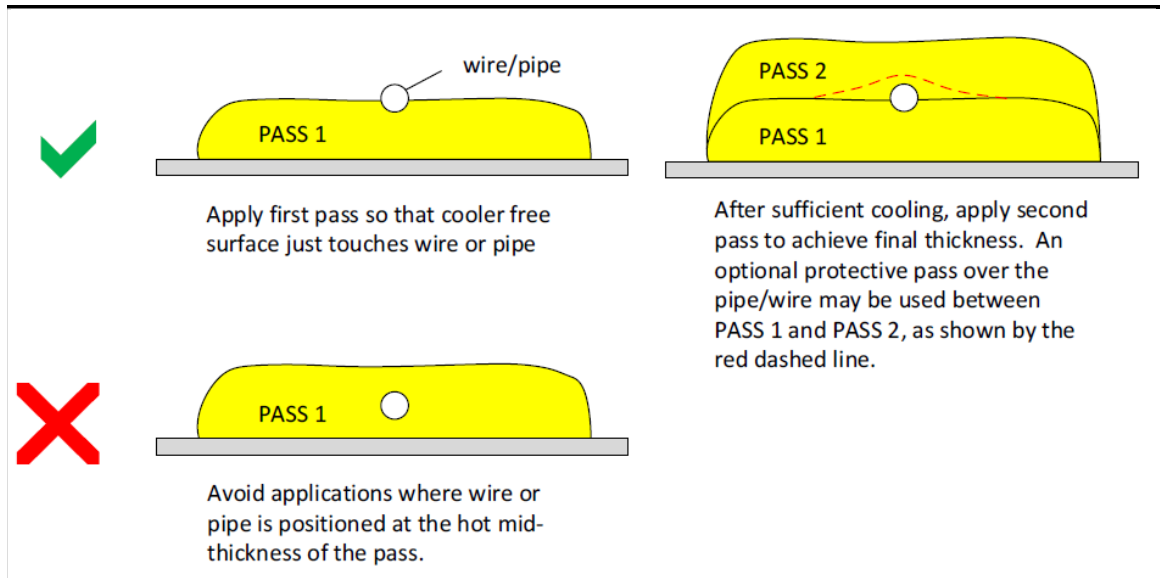 wire/pipe
PASS 1
Apply first pass so that cooler free
surface just touches wire or pipe
PASS 2
PASS 1
After sufficient cooling, apply second
pass to achieve final thickness.  An
optional protective pass over the
pipe/wire may be used between
PASS 1 and PASS 2, as shown by the
red dashed line.
PASS 1
Avoid applications where wire or
pipe is positioned at the hot mid-
thickness of the pass.